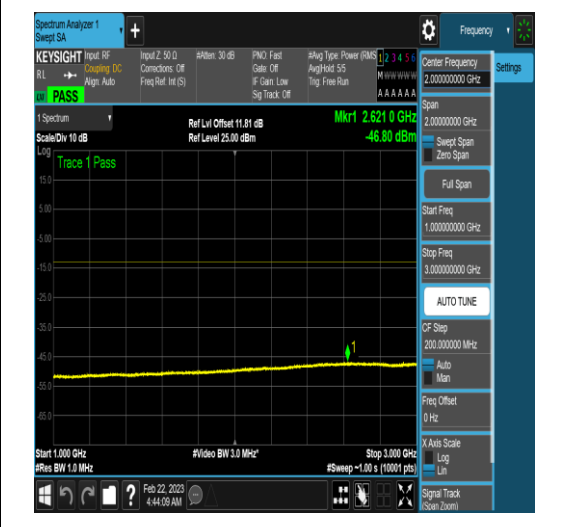 Spectrum Analyzer 1
Swept SA
+
Frequency
KEYSIGHT
RL
PASS
Input: RF
Coupling: DC
Align: Auto
Input Z: 50 Ω
Corrections: Off
Freq Ref: Int (S)
#Atten: 30 dB
PNO: Fast
Gate: Off
IF Gain: Low
Sig Track: Off
#Avg Type: Power (RMS
Avg|Hold: 5/5
Trig: Free Run
1 2 3 4 5 6
M W W W W W
A A A A A A
1 Spectrum
Scale/Div 10 dB
Ref Lvl Offset 11.81 dB
Ref Level 25.00 dBm
Mkr1 2.621 0 GHz
-46.80 dBm
Log
Trace 1 Pass
15.0
5.00
-5.00
-15.0
-25.0
-35.0
-45.0
-55.0
-65.0
1
Start 1.000 GHz
#Res BW 1.0 MHz
#Video BW 3.0 MHz*
Stop 3.000 GHz
#Sweep ~1.00 s (10001 pts)
?
Feb 22, 2023
4:44:09 AM
Center Frequency
2.000000000 GHz
Settings
Span
2.00000000 GHz
Swept Span
Zero Span
Full Span
Start Freq
1.000000000 GHz
Stop Freq
3.000000000 GHz
AUTO TUNE
CF Step
200.000000 MHz
Auto
Man
Freq Offset
0 Hz
X Axis Scale
Log
Lin
Signal Track
(Span Zoom)